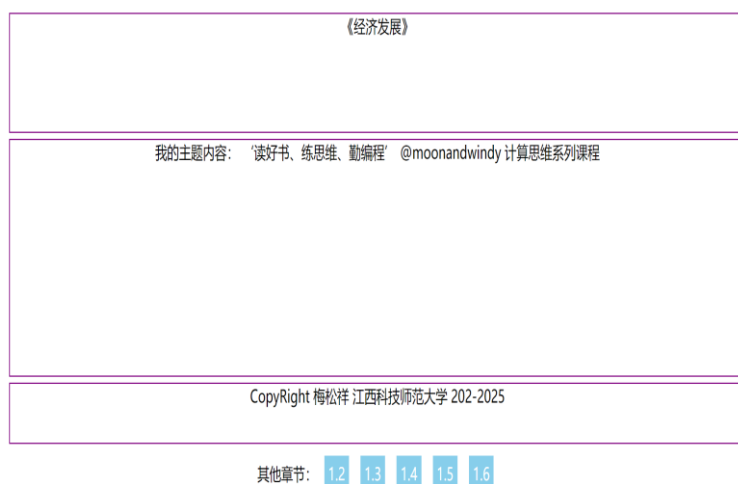 《经济发展》
我的主题内容： ‘读好书、练思维、勤编程’ @moonandwindy 计算思维系列课程
CopyRight 梅松祥 江西科技师范大学 202-2025
其他章节： 1.2 1.3 1.4 1.5 1.6